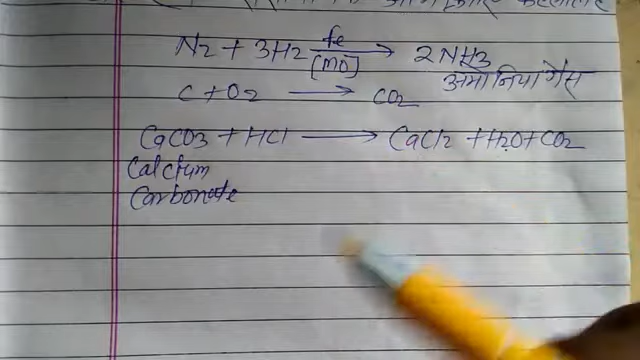 N2 + 3H2 fe→[MO] 2NH3
अमोनिया गैस
C + O2 → CO2
CaCO3 + HCl → CaCl2 + H2O + CO2
Calcium
Carbonate